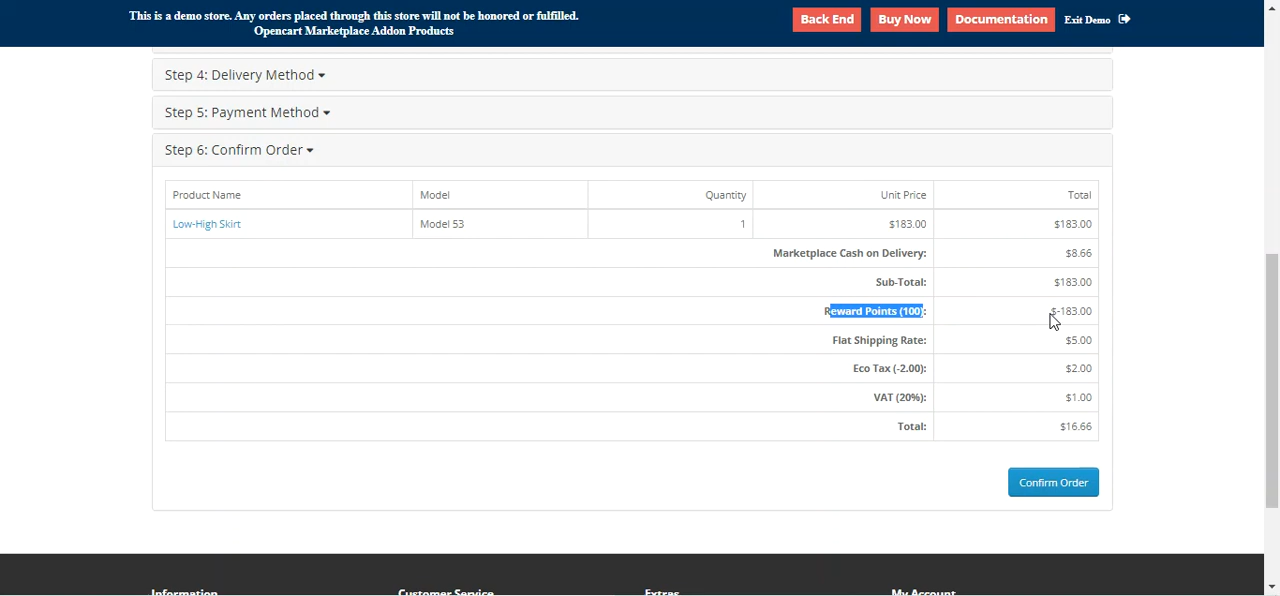 This is a demo store. Any orders placed through this store will not be honored or fulfilled.
Opencart Marketplace Addon Products
Back End
Buy Now
Documentation
Exit Demo
Step 4: Delivery Method
Step 5: Payment Method
Step 6: Confirm Order
Product Name Model Quantity Unit Price Total
Low-High Skirt Model 53 1 $183.00 $183.00
Marketplace Cash on Delivery: $8.66
Sub-Total: $183.00
Reward Points (100): $-183.00
Flat Shipping Rate: $5.00
Eco Tax (-2.00): $2.00
VAT (20%): $1.00
Total: $16.66
Confirm Order
Information Customer Service Extras My Account